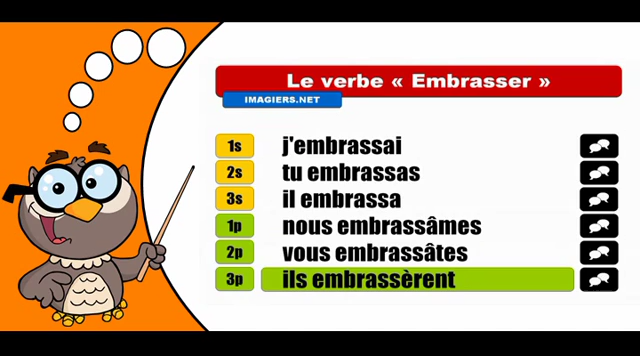 Le verbe « Embrasser »
IMAGIERS.NET
1s j'embrassai
2s tu embrassas
3s il embrassa
1p nous embrassâmes
2p vous embrassâtes
3p ils embrassèrent